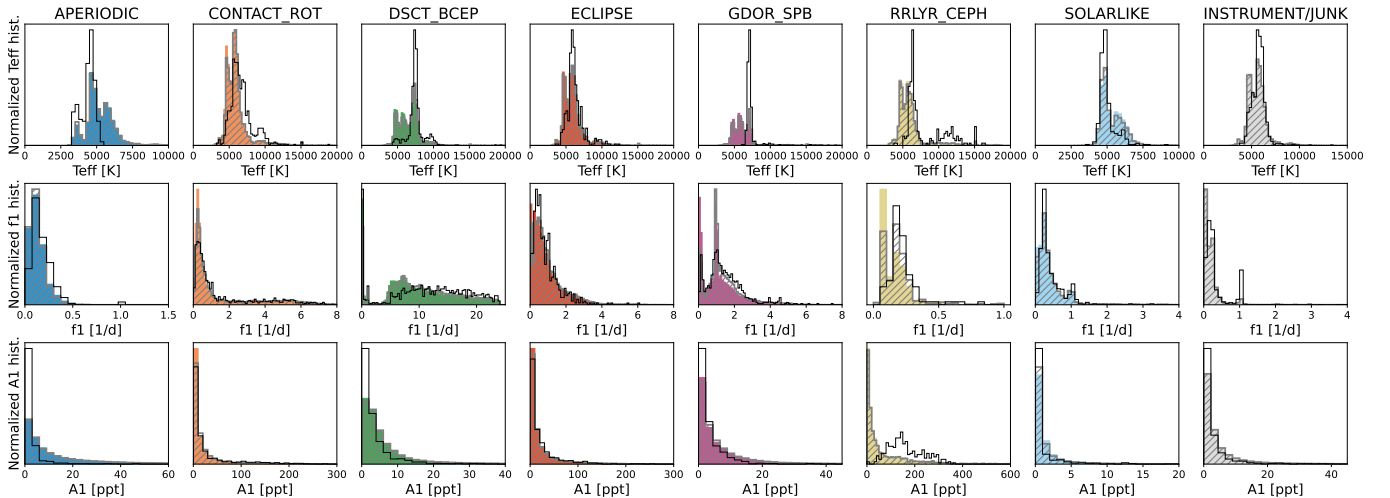 APERIODIC CONTACT_ROT DSCT_BCEP ECLIPSE GDOR_SPB RRLYR_CEPH SOLARLIKE INSTRUMENT/JUNK
Normalized Teff hist.
0 2500 5000 7500 10000 0 5000 10000 15000 20000 0 5000 10000 15000 20000 0 5000 10000 15000 20000 0 5000 10000 15000 20000 0 5000 10000 15000 20000 0 2500 5000 7500 10000 0 5000 10000 15000
Teff [K] Teff [K] Teff [K] Teff [K] Teff [K] Teff [K] Teff [K] Teff [K]
Normalized f1 hist.
0.0 0.5 1.0 1.5 0 2 4 6 8 0 10 20 0 2 4 6 8 0 2 4 6 8 0.0 0.5 1.0 0 1 2 3 4 0 1 2 3 4
f1 [1/d] f1 [1/d] f1 [1/d] f1 [1/d] f1 [1/d] f1 [1/d] f1 [1/d] f1 [1/d]
Normalized A1 hist.
0 20 40 60 0 100 200 300 0 10 20 30 40 0 100 200 300 0 20 40 0 200 400 600 0 5 10 15 20 0 20 40
A1 [ppt] A1 [ppt] A1 [ppt] A1 [ppt] A1 [ppt] A1 [ppt] A1 [ppt] A1 [ppt]